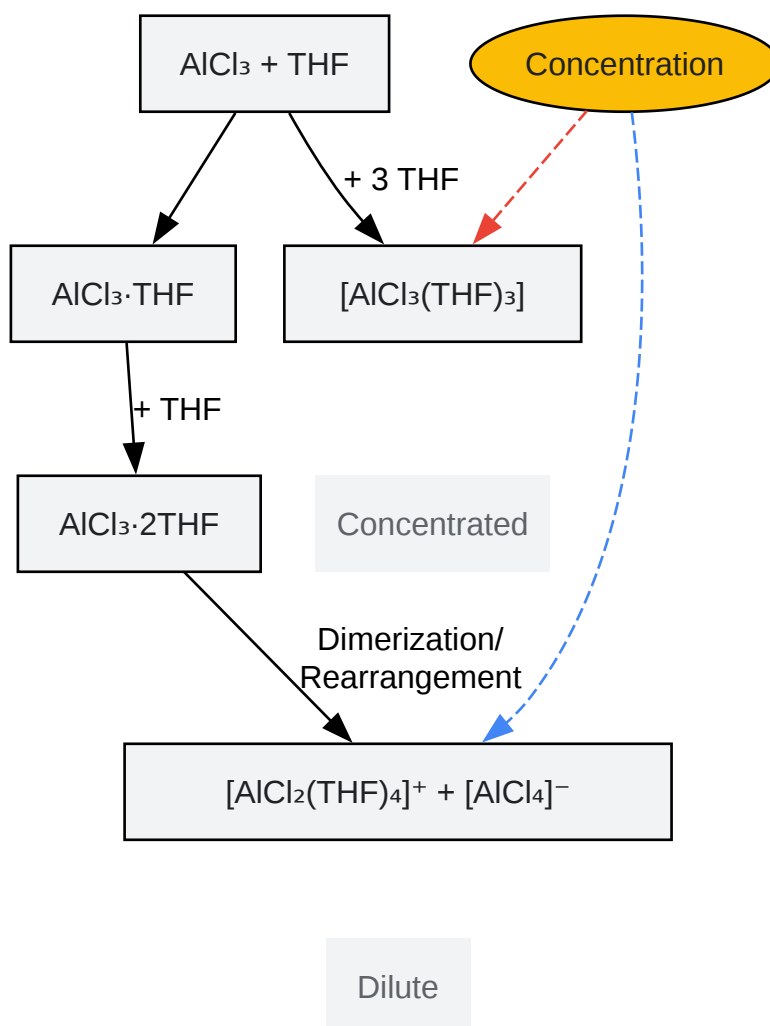 AlCl₃ + THF
Concentration
+ 3 THF
AlCl₃·THF
[AlCl₃(THF)₃]
+ THF
AlCl₃·2THF
Concentrated
Dimerization/
Rearrangement
[AlCl₂(THF)₄]⁺ + [AlCl₄]⁻
Dilute